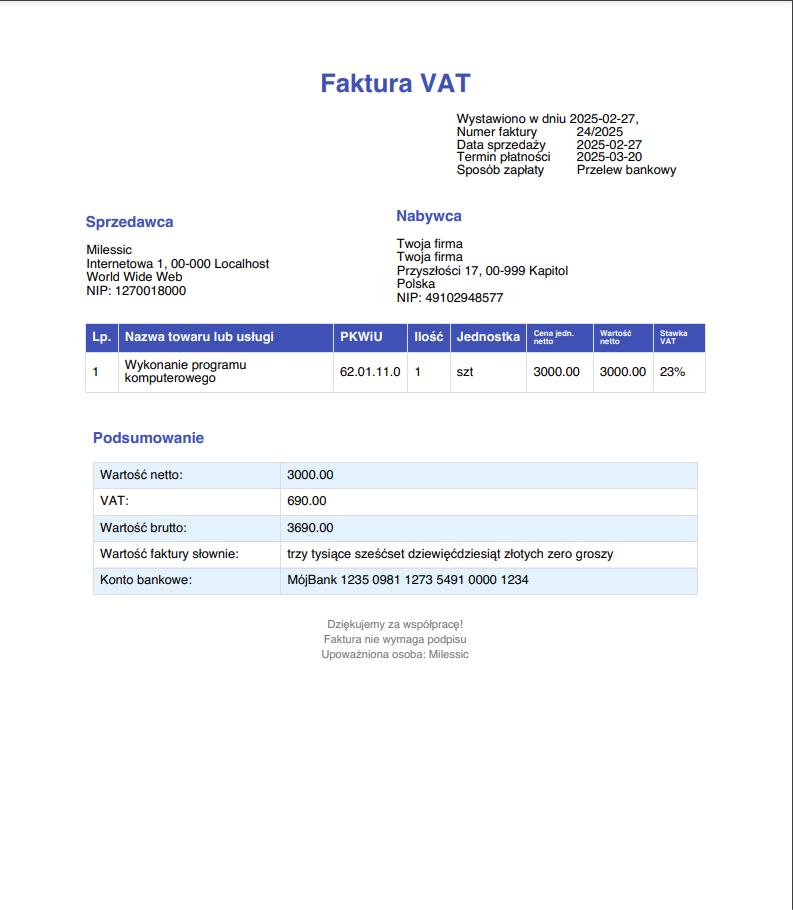 Faktura VAT
Wystawiono w dniu 2025-02-27,
Numer faktury 24/2025
Data sprzedaży 2025-02-27
Termin płatności 2025-03-20
Sposób zapłaty Przelew bankowy
Sprzedawca
Milessic
Internetowa 1, 00-000 Localhost
World Wide Web
NIP: 1270018000
Nabywca
Twoja firma
Twoja firma
Przyszłości 17, 00-999 Kapitol
Polska
NIP: 49102948577
Lp. Nazwa towaru lub usługi PKWiU Ilość Jednostka Cena jedn. netto Wartość netto Stawka VAT
1 Wykonanie programu komputerowego 62.01.11.0 1 szt 3000.00 3000.00 23%
Podsumowanie
Wartość netto: 3000.00
VAT: 690.00
Wartość brutto: 3690.00
Wartość faktury słownie: trzy tysiące sześćset dziewięćdziesiąt złotych zero groszy
Konto bankowe: MójBank 1235 0981 1273 5491 0000 1234
Dziękujemy za współpracę!
Faktura nie wymaga podpisu
Upoważniona osoba: Milessic